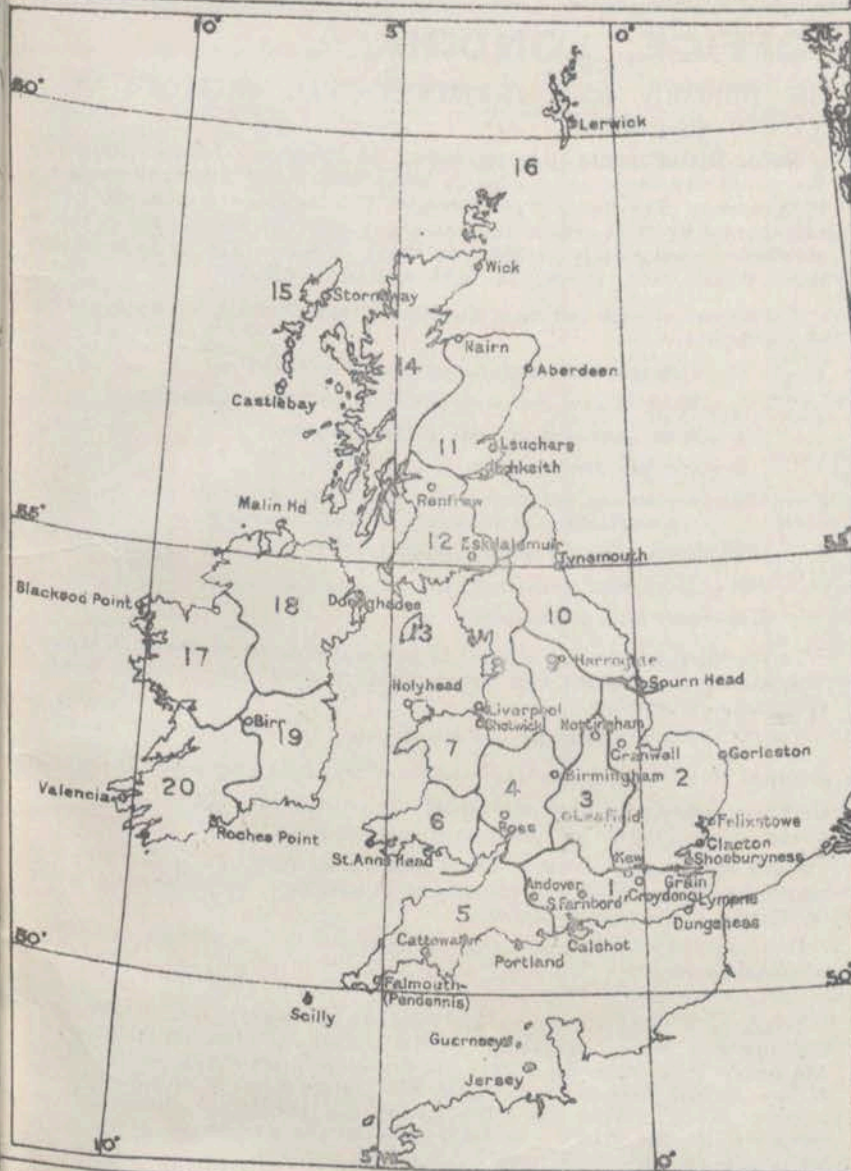 10°
5°
0°
60°
Lerwick
16
Wick
15
Stornoway
Nairn
14
Aberdeen
Castlebay
11
Leuchars
Inchkeith
Renfrew
Malin Hd
55°
12
Eskdalemuir
55°
Tynemouth
Blacksod Point
18
Donaghadee
13
10
17
8
9
Harrogate
Spurn Head
Holyhead
Liverpool
Shotwick
Nottingham
Birr
19
7
Cranwell
Gorleston
Birmingham
2
Valencia
20
4
3
Felixstowe
6
Ross
Leafield
Roches Point
Clacton
Shoeburyness
St. Anns Head
Kew
Grain
Andover
1
S. Farnboro'
Croydon
Lympne
5
Dungeness
Cattewater
Calshot
Portland
50°
50°
Falmouth
(Pendennis)
Scilly
Guernsey
Jersey
10°
5° W
0°